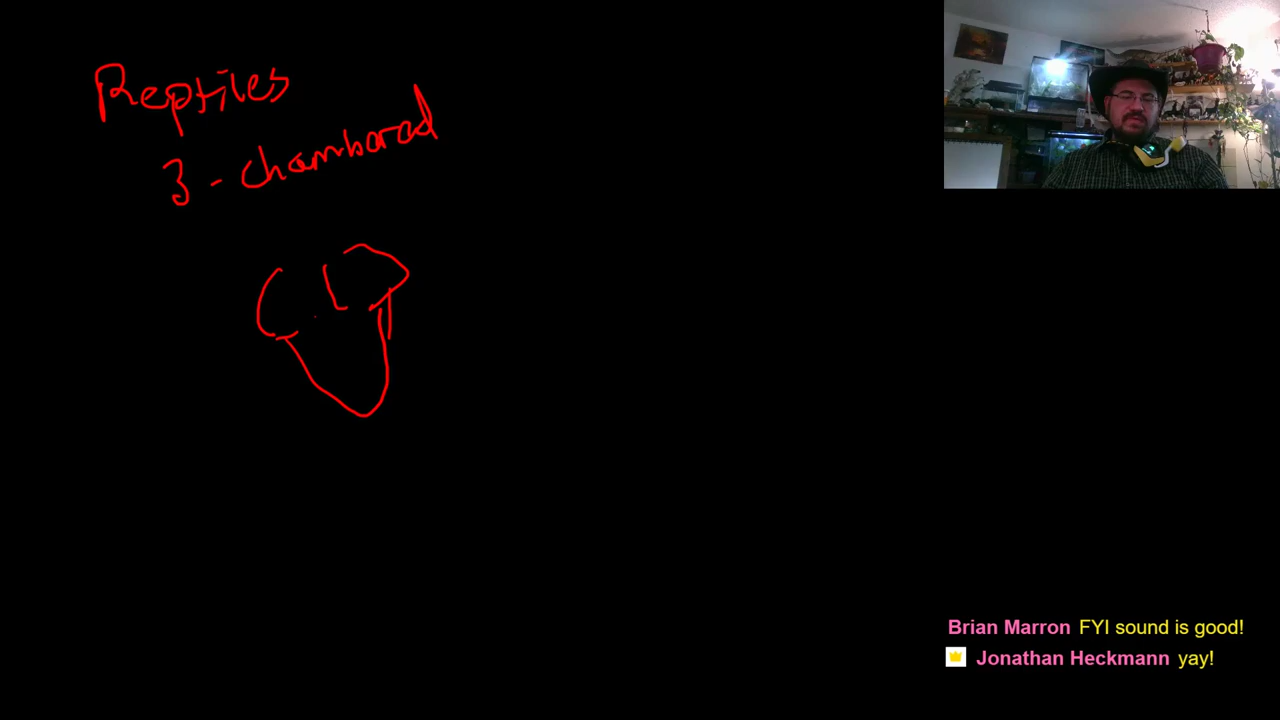 Reptiles
3 - chambered
Brian Marron FYI sound is good!
Jonathan Heckmann yay!